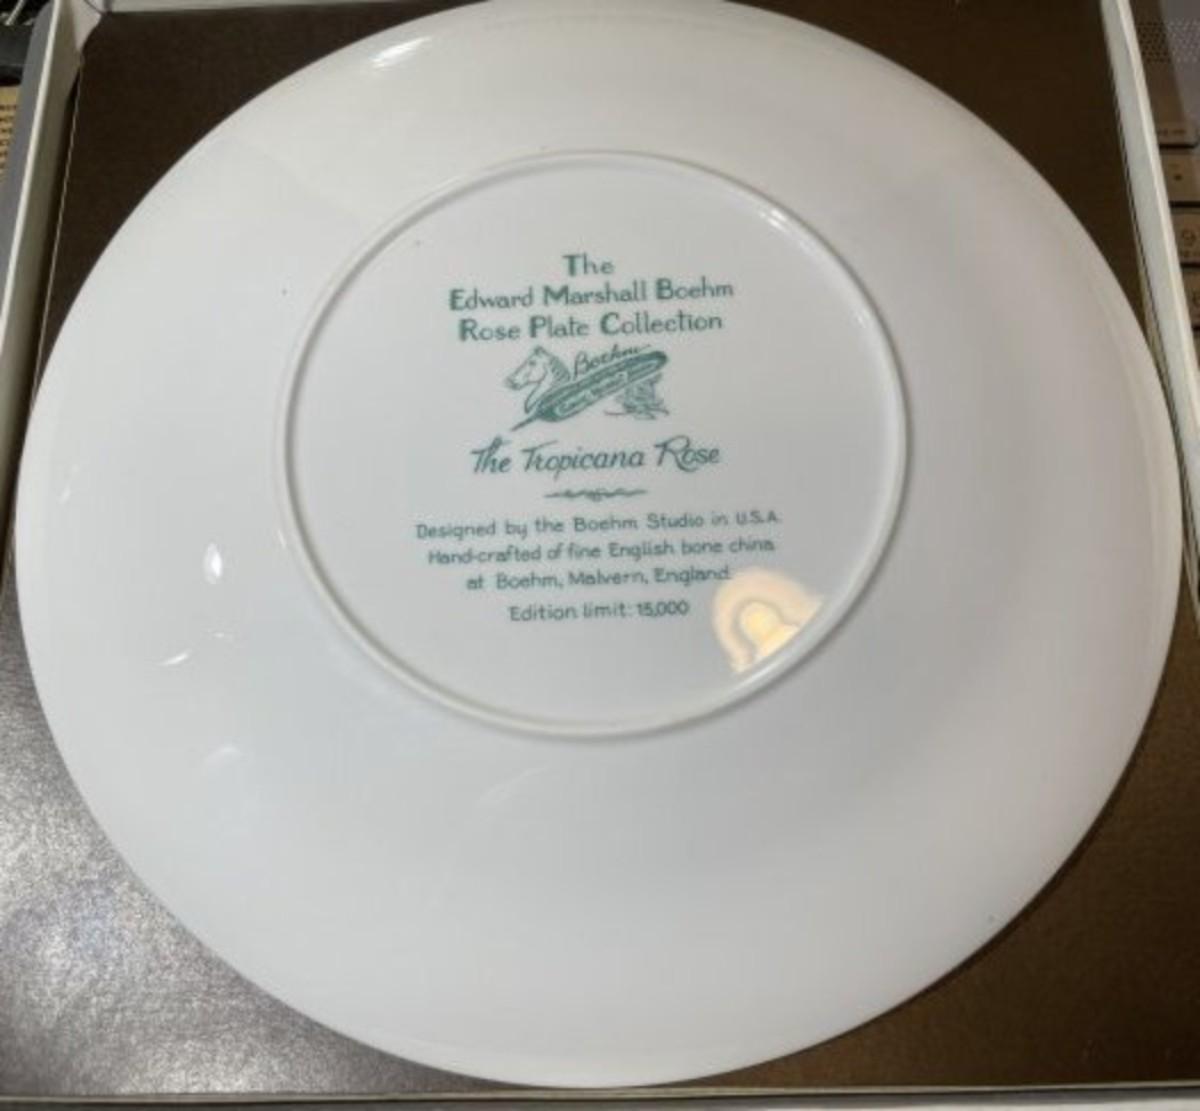 The
Edward Marshall Boehm
Rose Plate Collection
Boehm
The Tropicana Rose
Designed by the Boehm Studio in U.S.A.
Hand-crafted of fine English bone china
at Boehm, Malvern, England.
Edition limit: 15,000